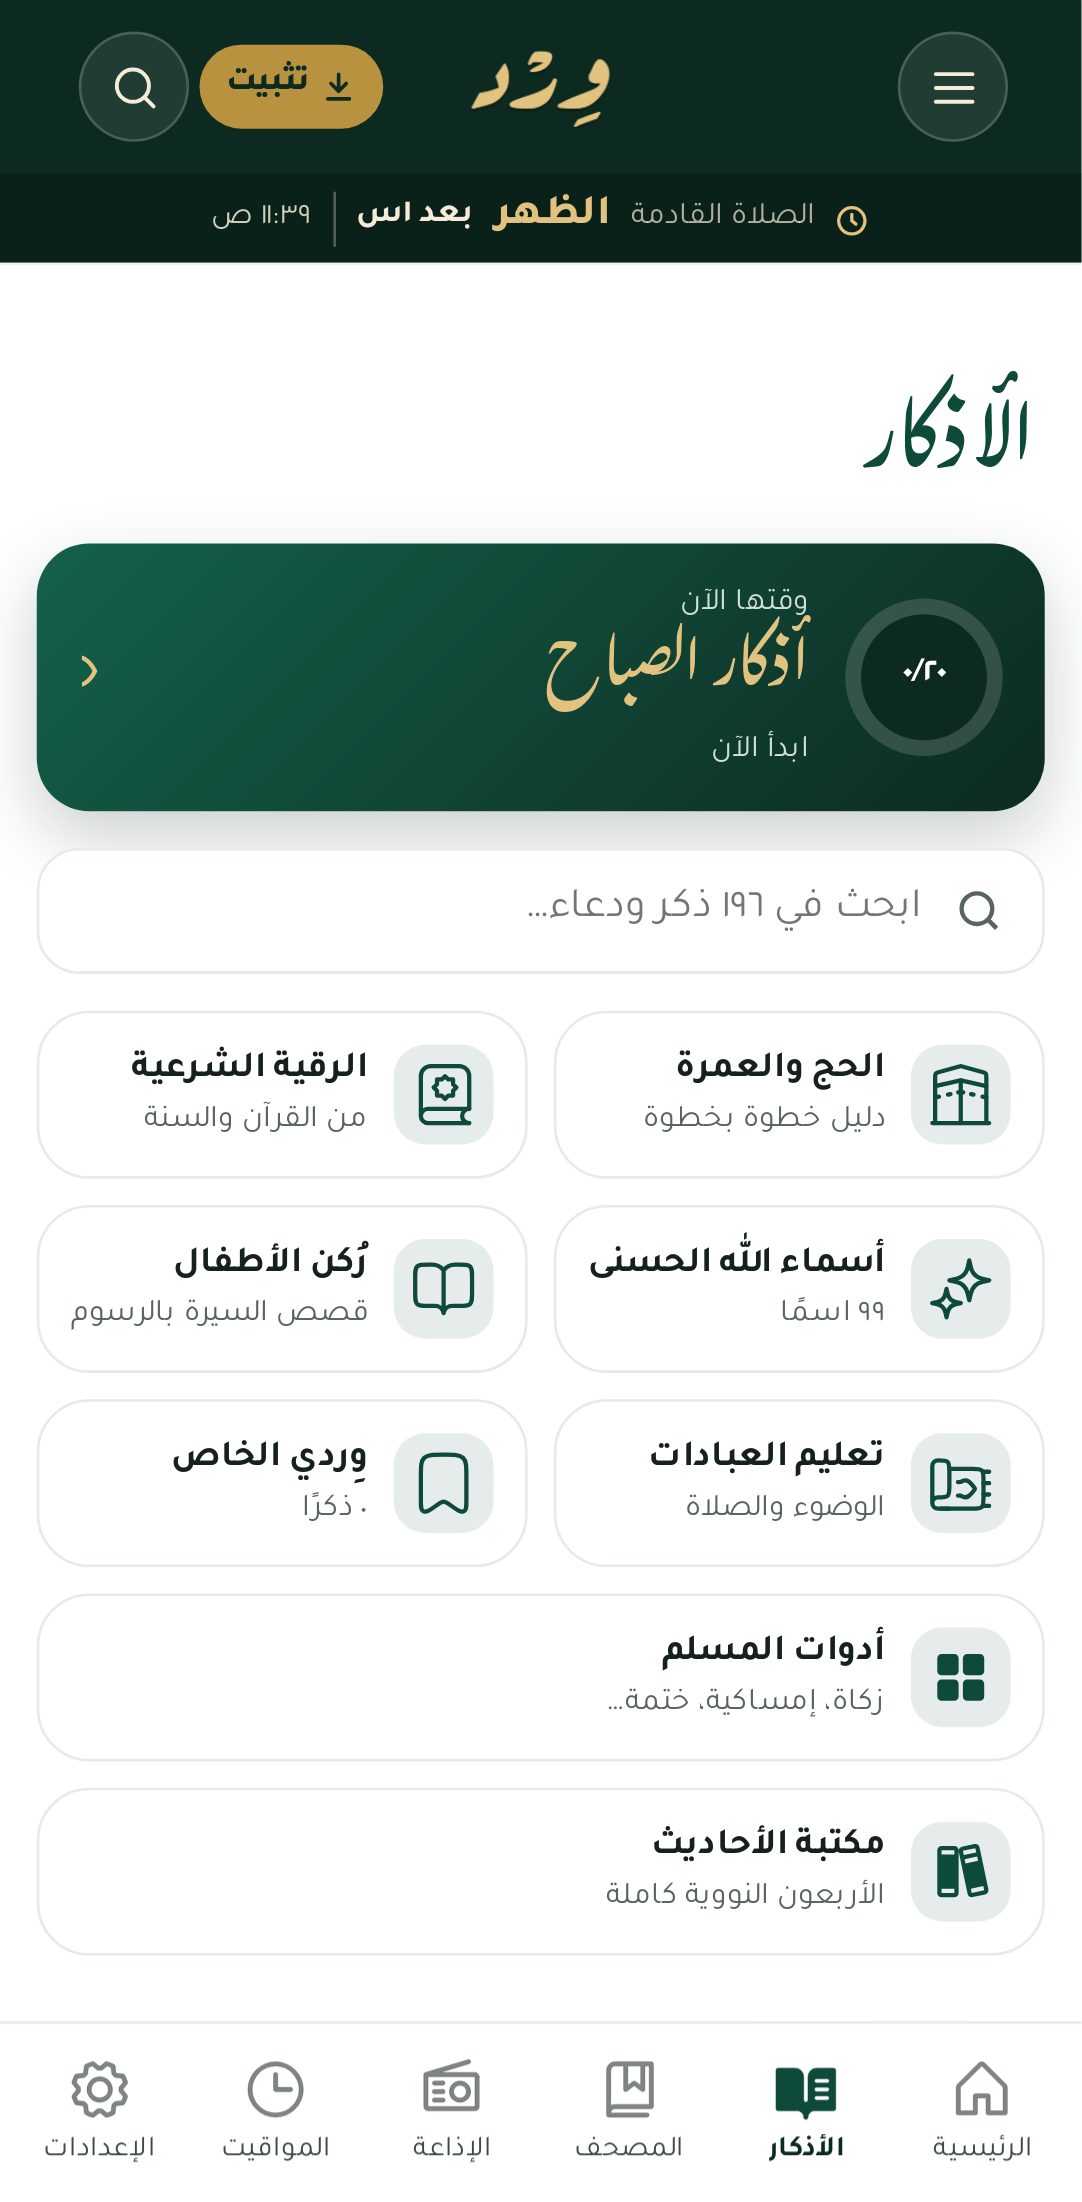 وِرْد
تثبيت
الصلاة القادمة الظهر بعد ١س ١١:٣٩ ص
الأذكار
وقتها الآن
أذكار الصباح
ابدأ الآن
٠/٢٠
ابحث في ١٩٦ ذكر ودعاء...
الحج والعمرة
دليل خطوة بخطوة
الرقية الشرعية
من القرآن والسنة
أسماء الله الحسنى
٩٩ اسمًا
رُكن الأطفال
قصص السيرة بالرسوم
تعليم العبادات
الوضوء والصلاة
وِردي الخاص
٠ ذكرًا
أدوات المسلم
زكاة، إمساكية، ختمة...
مكتبة الأحاديث
الأربعون النووية كاملة
الرئيسية
الأذكار
المصحف
الإذاعة
المواقيت
الإعدادات